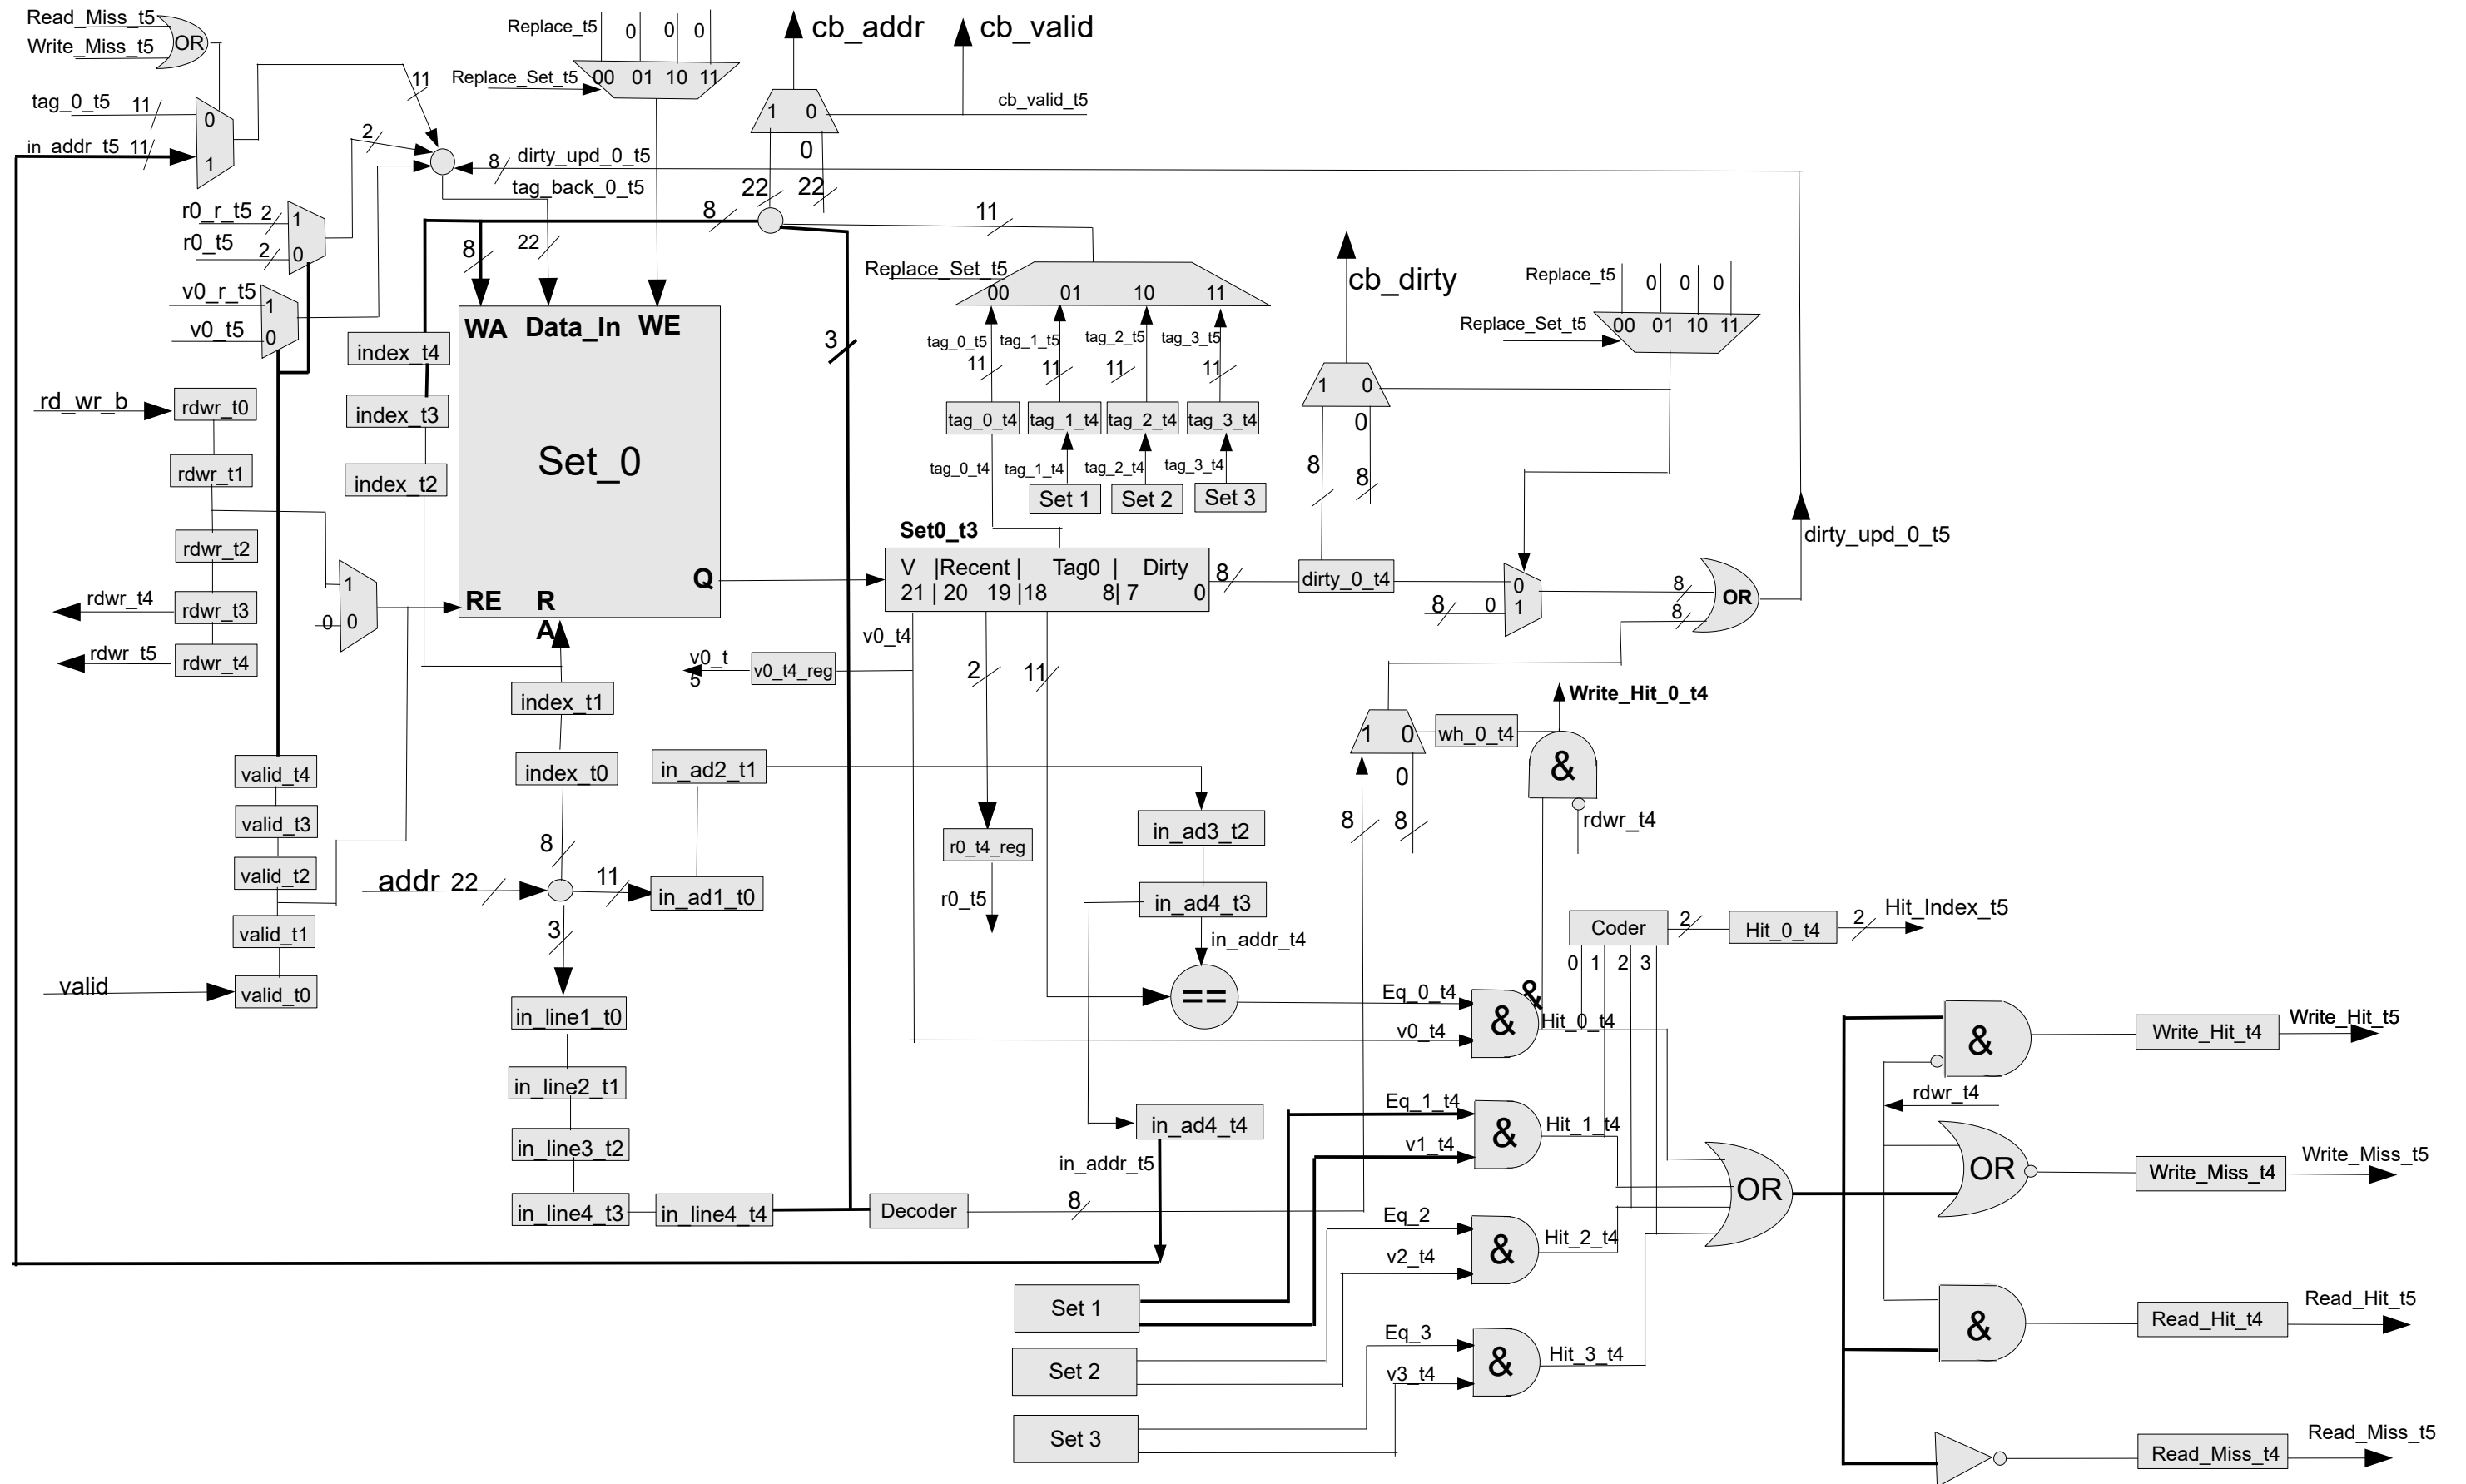 Read_Miss_t5
Write_Miss_t5
OR
tag_0_t5 11
0
in_addr_t5 11
1
11
2
Replace_t5 0 0 0
Replace_Set_t5 00 01 10 11
cb_addr
cb_valid
cb_valid_t5
1 0
0
22 22
8 dirty_upd_0_t5
tag_back_0_t5
r0_r_t5 2 1
r0_t5 2 0
v0_r_t5 1
v0_t5 0
8
22
8
11
3
WA Data_In WE
Set_0
Q
RE R
A
index_t4
index_t3
index_t2
rd_wr_b
rdwr_t0
rdwr_t1
rdwr_t2
rdwr_t4 rdwr_t3
rdwr_t5 rdwr_t4
1
0 0
Replace_Set_t5
00 01 10 11
tag_0_t5 tag_1_t5 tag_2_t5 tag_3_t5
11 11 11 11
tag_0_t4 tag_1_t4 tag_2_t4 tag_3_t4
tag_0_t4 tag_1_t4 tag_2_t4 tag_3_t4
Set 1 Set 2 Set 3
cb_dirty
1 0
0
8 8
Replace_t5 0 0 0
Replace_Set_t5 00 01 10 11
Set0_t3
V |Recent | Tag0 | Dirty
21 | 20 19 |18 8| 7 0
8
dirty_0_t4
0
8 0 1
8
8
OR
dirty_upd_0_t5
v0_t4
v0_t
5
v0_t4_reg
2 11
index_t1
index_t0
in_ad2_t1
8
addr 22
11
in_ad1_t0
3
valid_t4
valid_t3
valid_t2
valid_t1
valid
valid_t0
in_line1_t0
in_line2_t1
in_line3_t2
in_line4_t3
in_line4_t4
Decoder
8
r0_t4_reg
r0_t5
in_ad3_t2
in_ad4_t3
in_addr_t4
==
in_ad4_t4
in_addr_t5
1 0
0
8 8
wh_0_t4
Write_Hit_0_t4
&
rdwr_t4
Coder
0 1 2 3
2
Hit_0_t4
2
Hit_Index_t5
Eq_0_t4
v0_t4
&
&
Hit_0_t4
Eq_1_t4
v1_t4
&
Hit_1_t4
Eq_2
v2_t4
&
Hit_2_t4
Eq_3
v3_t4
&
Hit_3_t4
Set 1
Set 2
Set 3
OR
&
Write_Hit_t4
Write_Hit_t5
rdwr_t4
OR
Write_Miss_t4
Write_Miss_t5
&
Read_Hit_t4
Read_Hit_t5
Read_Miss_t4
Read_Miss_t5